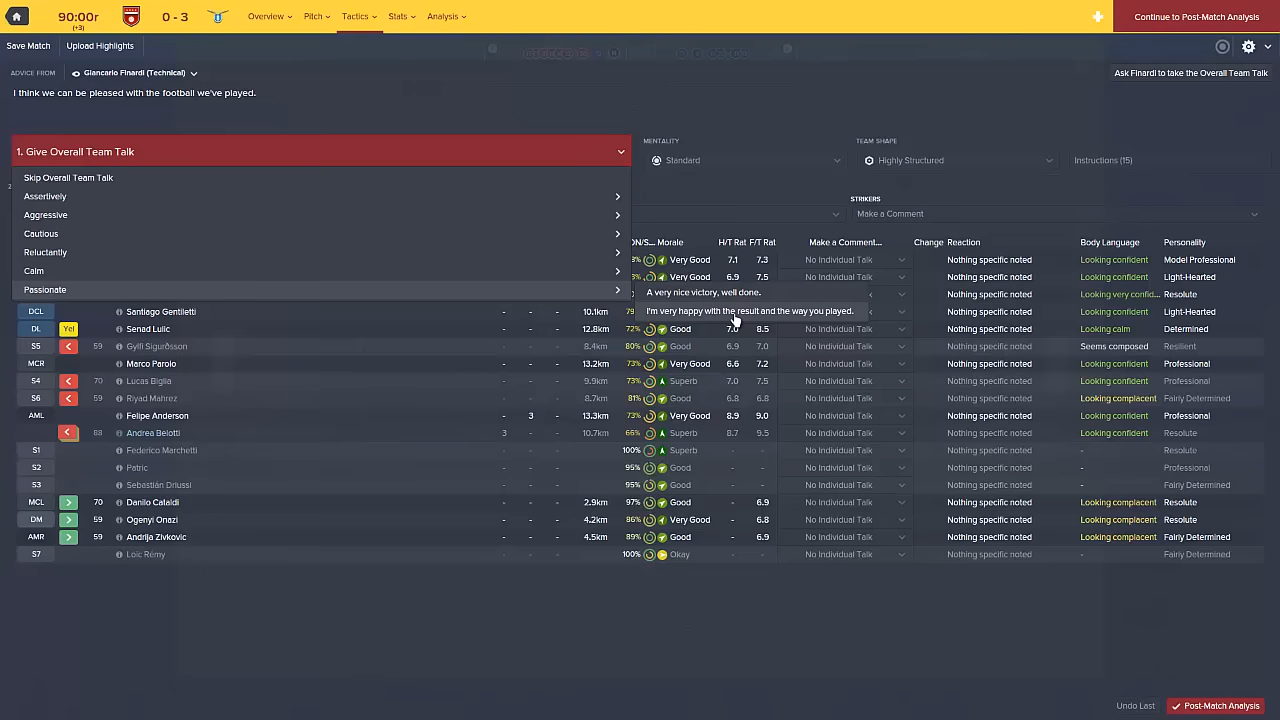 90:00r
(+3)
0 - 3
Overview
Pitch
Tactics
Stats
Analysis
Continue to Post-Match Analysis
Save Match
Upload Highlights
ADVICE FROM
Giancario Finardi (Technical)
Ask Finardi to take the Overall Team Talk
I think we can be pleased with the football we've played.
1. Give Overall Team Talk
MENTALITY
Standard
TEAM SHAPE
Highly Structured
Instructions (15)
Skip Overall Team Talk
Assertively
Aggressive
Cautious
Reluctantly
Calm
Passionate
STRIKERS
Make a Comment
A very nice victory, well done.
I'm very happy with the result and the way you played.
ON/S... Morale H/T Rat F/T Rat Make a Comment... Change Reaction Body Language Personality
Very Good 7.1 7.3 No Individual Talk Nothing specific noted Looking confident Model Professional
Very Good 6.9 7.5 No Individual Talk Nothing specific noted Looking confident Light-Hearted
Nothing specific noted Looking very confid... Resolute
DCL Santiago Gentiletti - - 10.1km Nothing specific noted Looking confident Light-Hearted
DL Yel Senad Lulic - - 12.8km 72% Good 7.0 8.5 No Individual Talk Nothing specific noted Looking calm Determined
S5 59 Gylfi Sigurðsson - - 8.4km 80% Good 6.9 7.0 No Individual Talk Nothing specific noted Seems composed Resilient
MCR Marco Parolo - - 13.2km 73% Very Good 6.6 7.2 No Individual Talk Nothing specific noted Looking confident Professional
S4 70 Lucas Biglia - - 9.9km 73% Superb 7.0 7.5 No Individual Talk Nothing specific noted Looking confident Professional
S6 59 Riyad Mahrez - - 8.7km 81% Good 6.8 6.8 No Individual Talk Nothing specific noted Looking complacent Fairly Determined
AML Felipe Anderson - 3 13.3km 73% Very Good 8.9 9.0 No Individual Talk Nothing specific noted Looking confident Professional
88 Andrea Belotti 3 - 10.7km 66% Superb 8.7 9.5 No Individual Talk Nothing specific noted Looking confident Resolute
S1 Federico Marchetti - - - 100% Superb - - No Individual Talk Nothing specific noted - Resolute
S2 Patric - - - 95% Good - - No Individual Talk Nothing specific noted - Professional
S3 Sebastián Driussi - - - 95% Good - - No Individual Talk Nothing specific noted - Fairly Determined
MCL 70 Danilo Cataldi - - 2.9km 97% Good - 6.9 No Individual Talk Nothing specific noted Looking complacent Resolute
DM 59 Ogenyi Onazi - - 4.2km 86% Very Good - 6.8 No Individual Talk Nothing specific noted Looking complacent Resolute
AMR 59 Andrija Zivkovic - - 4.5km 89% Good - 6.9 No Individual Talk Nothing specific noted Looking complacent Fairly Determined
S7 Loïc Rémy - - - 100% Okay - - No Individual Talk Nothing specific noted - Fairly Determined
Undo Last
Post-Match Analysis